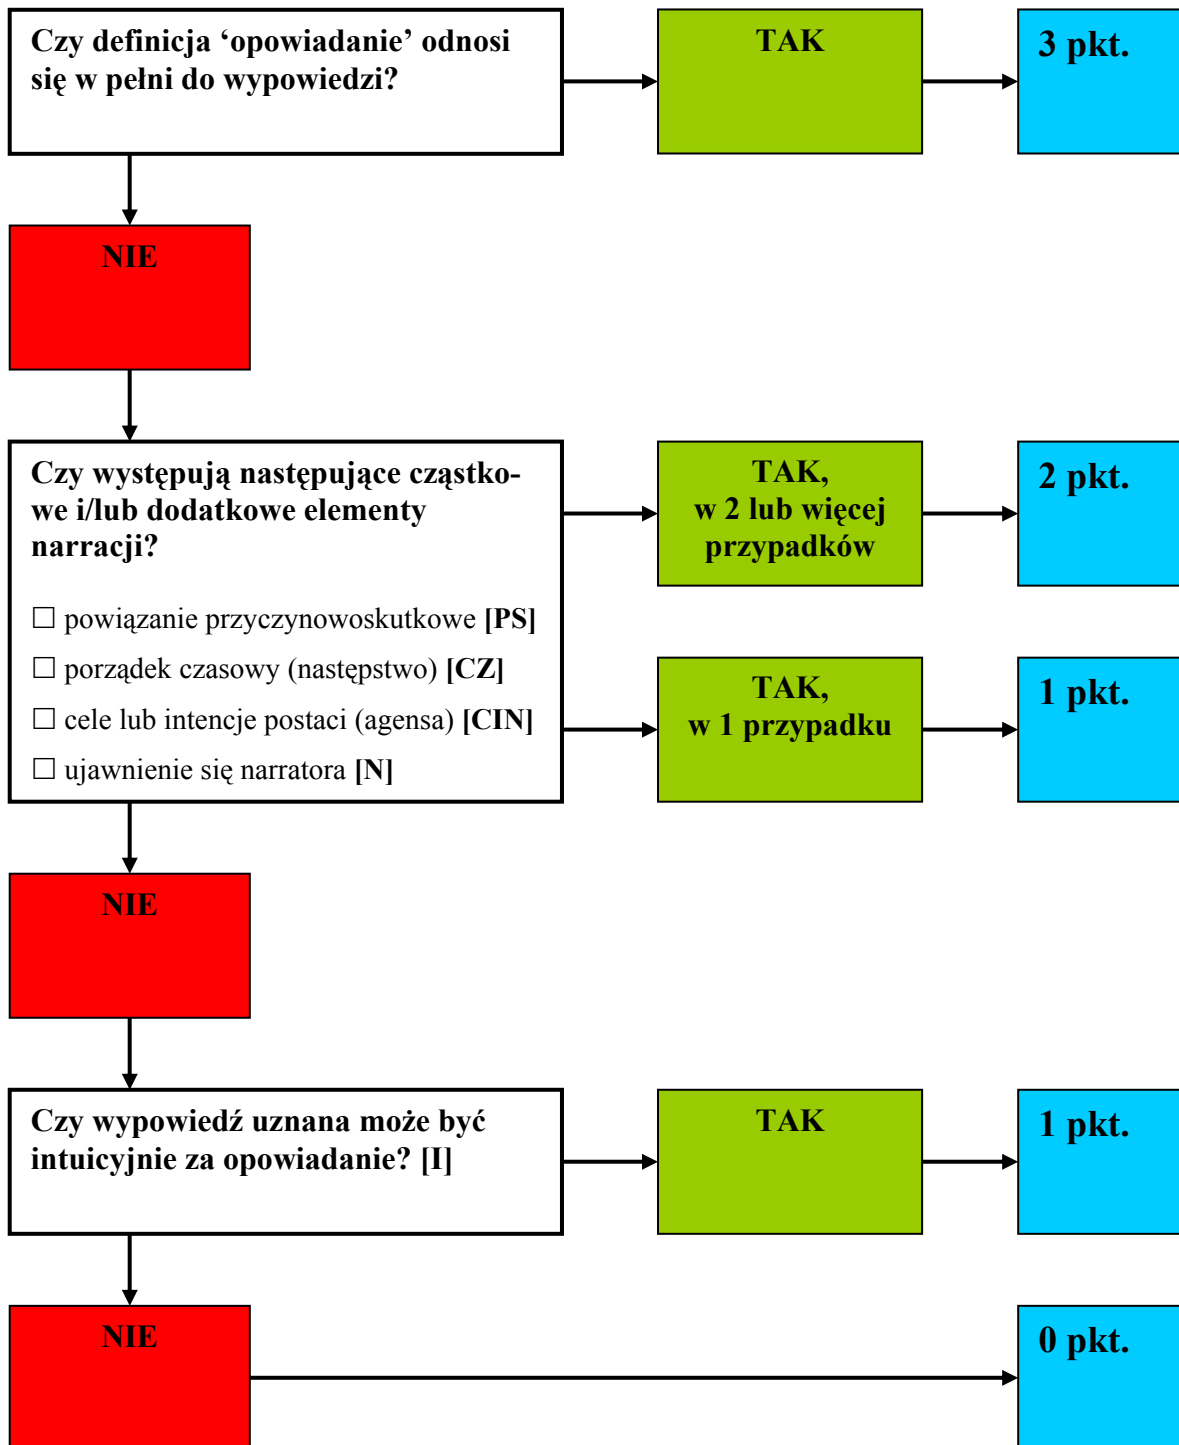 Czy definicja ‘opowiadanie’ odnosi
się w pełni do wypowiedzi?
TAK
3 pkt.
NIE
Czy występują następujące cząstko-
we i/lub dodatkowe elementy
narracji?
☐ powiązanie przyczynowoskutkowe [PS]
☐ porządek czasowy (następstwo) [CZ]
☐ cele lub intencje postaci (agensa) [CIN]
☐ ujawnienie się narratora [N]
TAK,
w 2 lub więcej
przypadków
2 pkt.
TAK,
w 1 przypadku
1 pkt.
NIE
Czy wypowiedź uznana może być
intuicyjnie za opowiadanie? [I]
TAK
1 pkt.
NIE
0 pkt.